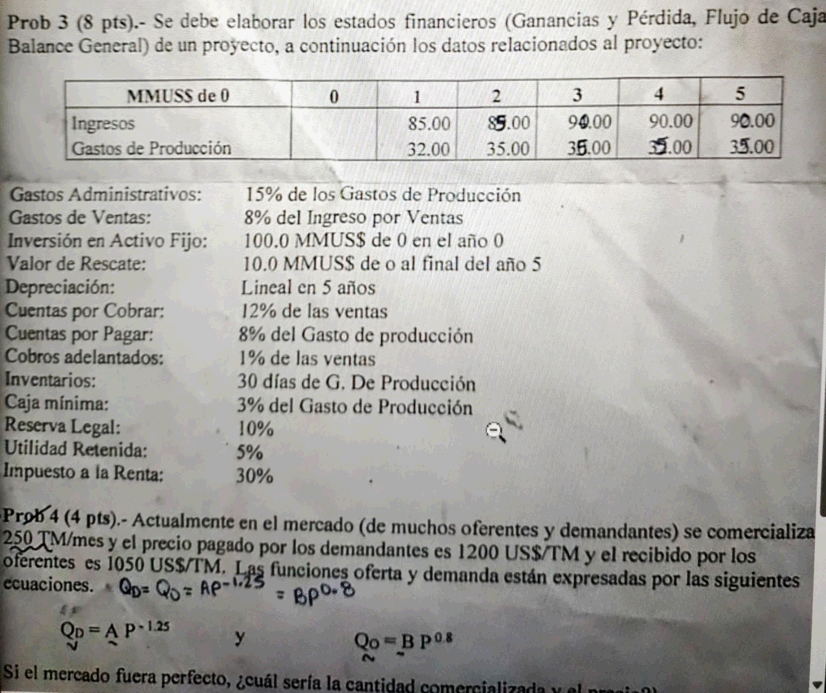 Prob 3 (8 pts).- Se debe elaborar los estados financieros (Ganancias y Pérdida, Flujo de Caja
Balance General) de un proyecto, a continuación los datos relacionados al proyecto:
MMUS$ de 0 0 1 2 3 4 5
Ingresos 85.00 85.00 90.00 90.00 90.00
Gastos de Producción 32.00 35.00 35.00 35.00 35.00
Gastos Administrativos: 15% de los Gastos de Producción
Gastos de Ventas: 8% del Ingreso por Ventas
Inversión en Activo Fijo: 100.0 MMUS$ de 0 en el año 0
Valor de Rescate: 10.0 MMUS$ de o al final del año 5
Depreciación: Lineal en 5 años
Cuentas por Cobrar: 12% de las ventas
Cuentas por Pagar: 8% del Gasto de producción
Cobros adelantados: 1% de las ventas
Inventarios: 30 días de G. De Producción
Caja mínima: 3% del Gasto de Producción
Reserva Legal: 10%
Utilidad Retenida: 5%
Impuesto a la Renta: 30%
Prob 4 (4 pts).- Actualmente en el mercado (de muchos oferentes y demandantes) se comercializa
250 TM/mes y el precio pagado por los demandantes es 1200 US$/TM y el recibido por los
oferentes es 1050 US$/TM. Las funciones oferta y demanda están expresadas por las siguientes
ecuaciones. QD= QO = AP-1.25 = BP0.8
QD = A P-1.25 y QO = B P0.8
Si el mercado fuera perfecto, ¿cuál sería la cantidad comercializada y el